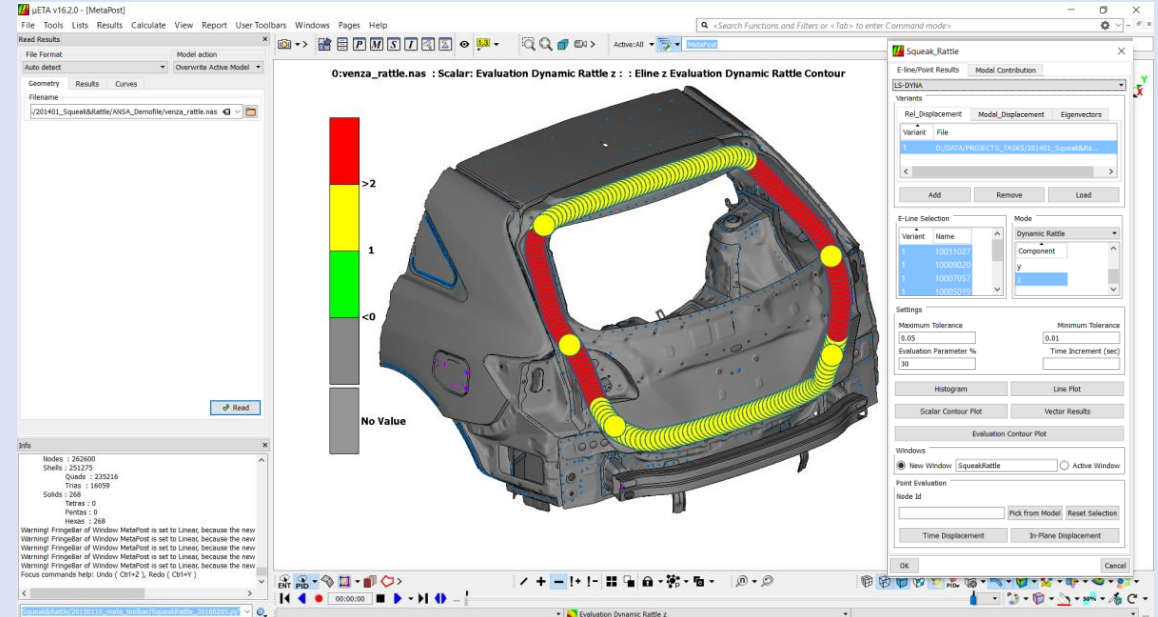 μETA v16.2.0 - [MetaPost]
File Tools Lists Results Calculate View Report User Toolbars Windows Pages Help
<Search Functions and Filters or <Tab> to enter Command mode>
Read Results
File Format Model action
Auto detect Overwrite Active Model
Geometry Results Curves
Filename
/201401_Squeak&Rattle/ANSA_Demofile/venza_rattle.nas
Read
Active:All MetaPost
0:venza_rattle.nas : Scalar: Evaluation Dynamic Rattle z : : Eline z Evaluation Dynamic Rattle Contour
>2
1
<0
No Value
Y
X
Squeak_Rattle
E-line/Point Results Modal Contribution
LS-DYNA
Variants
Rel_Displacement Modal_Displacement Eigenvectors
Variant File
1 D:/DATA/PROJECTS_TASKS/201401_Squeak&Ra...
Add Remove Load
E-Line Selection Mode
Variant Name Dynamic Rattle
1 10011027 Component
1 10009020 y
1 10007057 z
1 10005019
Settings
Maximum Tolerance Minimum Tolerance
0.05 0.01
Evaluation Parameter % Time Increment (sec)
30
Histogram Line Plot
Scalar Contour Plot Vector Results
Evaluation Contour Plot
Windows
New Window SqueakRattle Active Window
Point Evaluation
Node Id
Pick from Model Reset Selection
Time Displacement In-Plane Displacement
OK Cancel
Info
Nodes : 262600
Shells : 251275
Quads : 235216
Trias : 16059
Solids : 268
Tetras : 0
Pentas : 0
Hexas : 268
Warning! FringeBar of Window MetaPost is set to Linear, because the new
Warning! FringeBar of Window MetaPost is set to Linear, because the new
Warning! FringeBar of Window MetaPost is set to Linear, because the new
Warning! FringeBar of Window MetaPost is set to Linear, because the new
Focus commands help: Undo ( Ctrl+Z ), Redo ( Ctrl+Y )
ENT PID
00:00:00
Squeak&Rattle/20150110_meta_toolbar/SqueakRattle_20160205.py
Evaluation Dynamic Rattle z